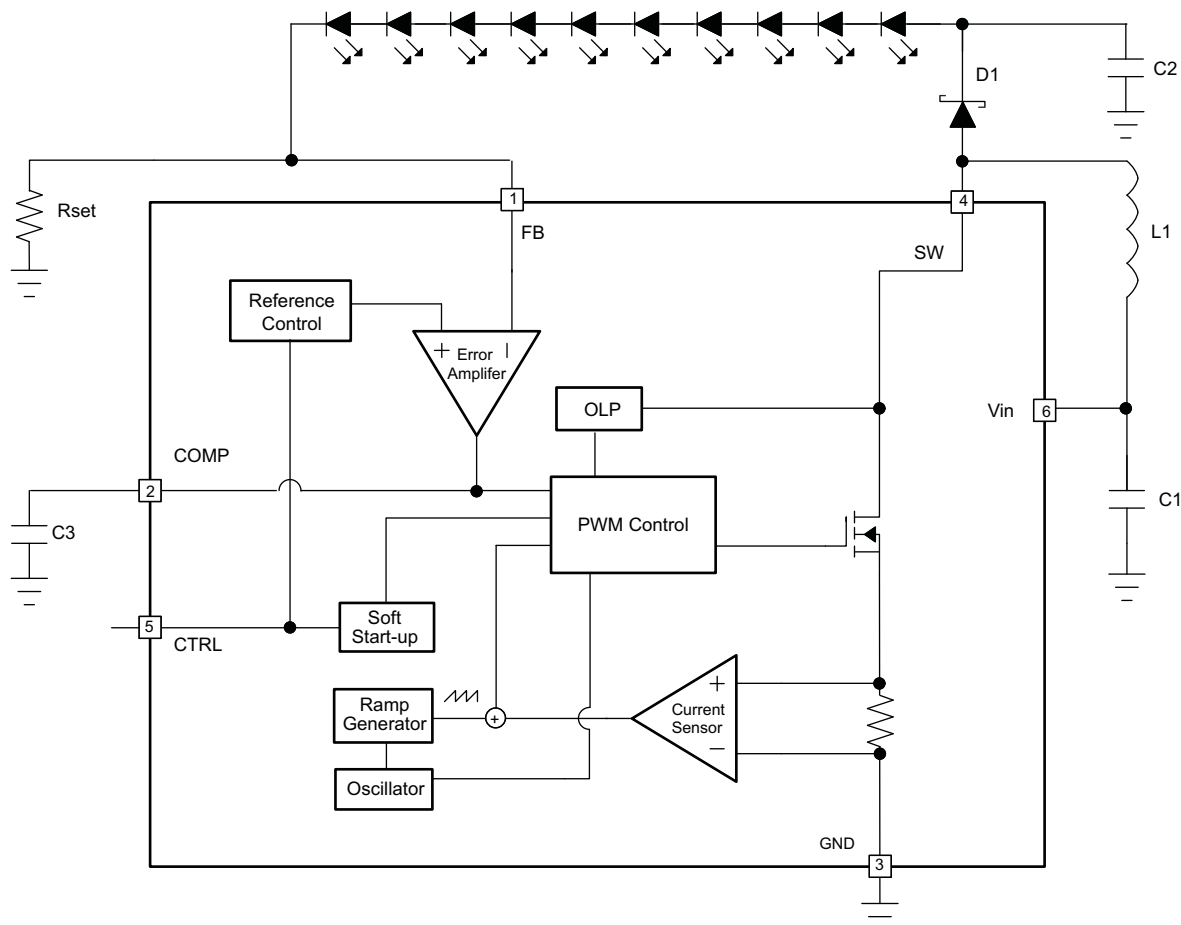 C2
D1
Rset
1
4
FB
SW
L1
Reference
Control
+ Error
Amplifer
OLP
Vin
6
COMP
2
PWM Control
C1
C3
5
CTRL
Soft
Start-up
Ramp
Generator
+
+
Current
Sensor
−
Oscillator
GND
3